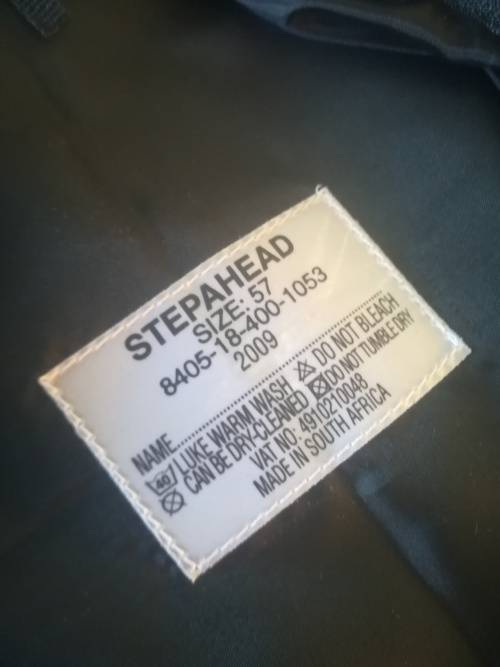 STEPAHEAD
SIZE: 57
8405-18-400-1053
2009
NAME....................................................
40 LUKE WARM WASH DO NOT BLEACH
CAN BE DRY-CLEANED DO NOT TUMBLE DRY
VAT NO: 4910210048
MADE IN SOUTH AFRICA